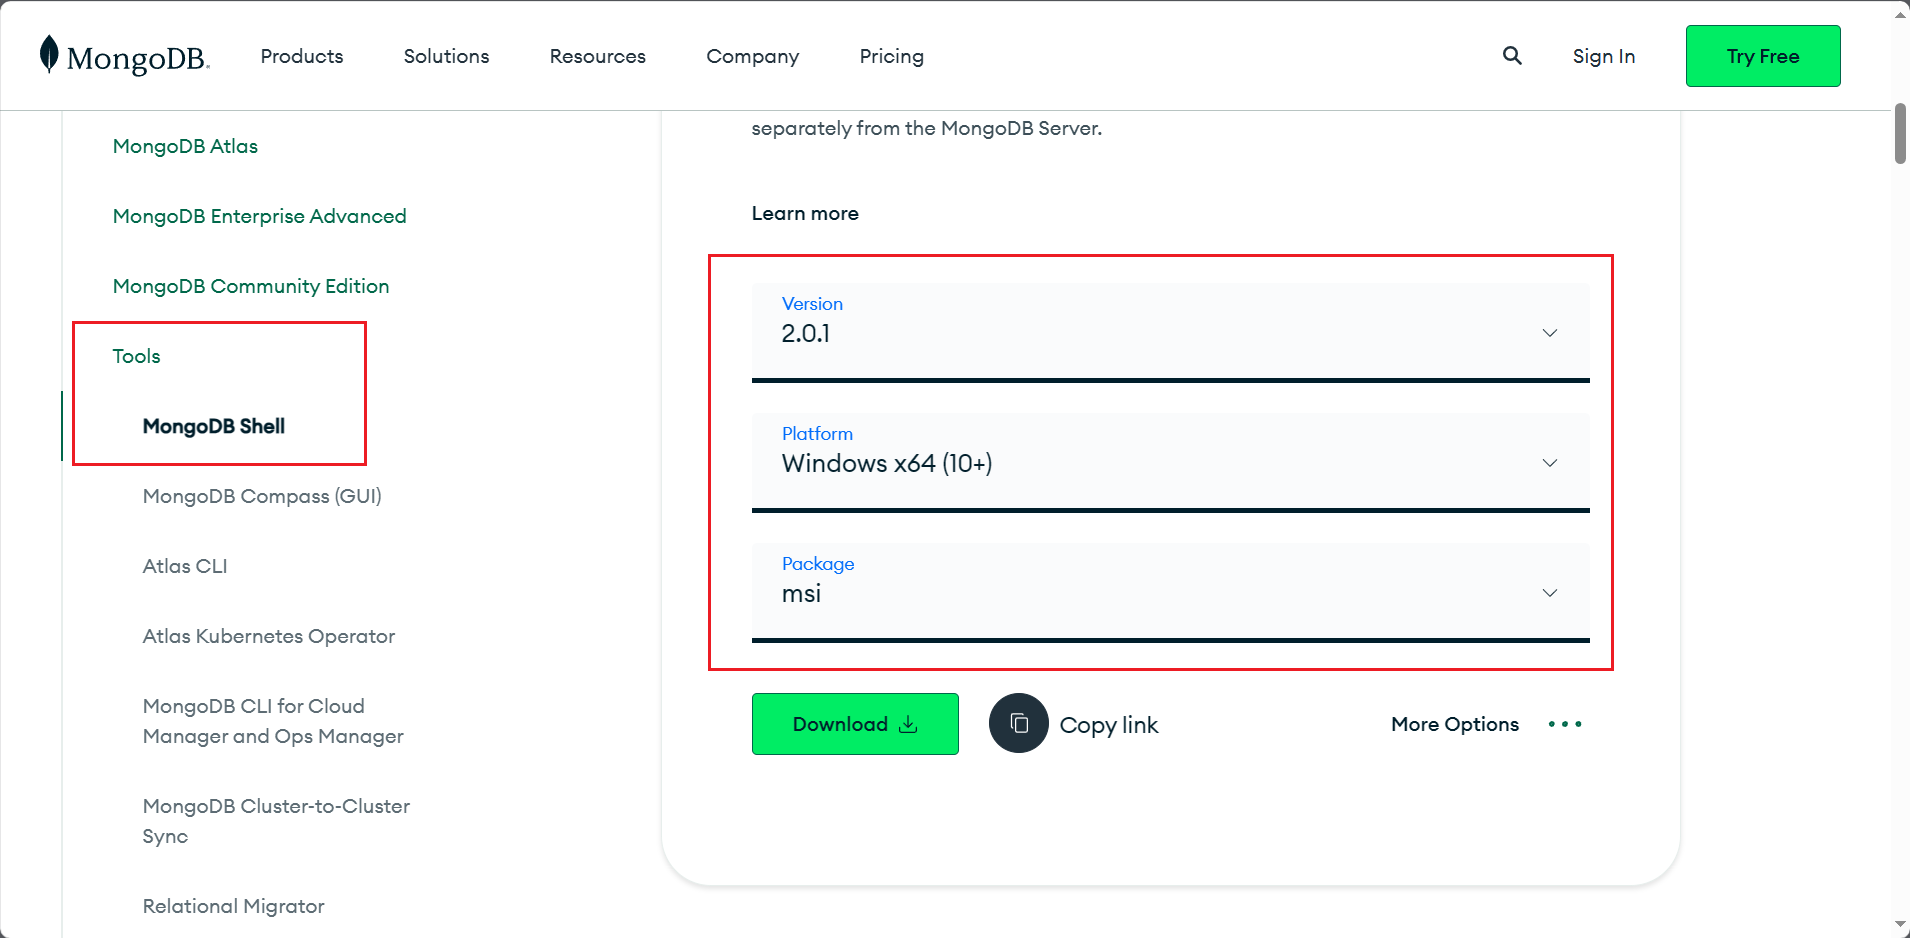 MongoDB.
Products
Solutions
Resources
Company
Pricing
Sign In
Try Free
MongoDB Atlas
MongoDB Enterprise Advanced
MongoDB Community Edition
Tools
MongoDB Shell
MongoDB Compass (GUI)
Atlas CLI
Atlas Kubernetes Operator
MongoDB CLI for Cloud
Manager and Ops Manager
MongoDB Cluster-to-Cluster
Sync
Relational Migrator
separately from the MongoDB Server.
Learn more
Version
2.0.1
Platform
Windows x64 (10+)
Package
msi
Download
Copy link
More Options